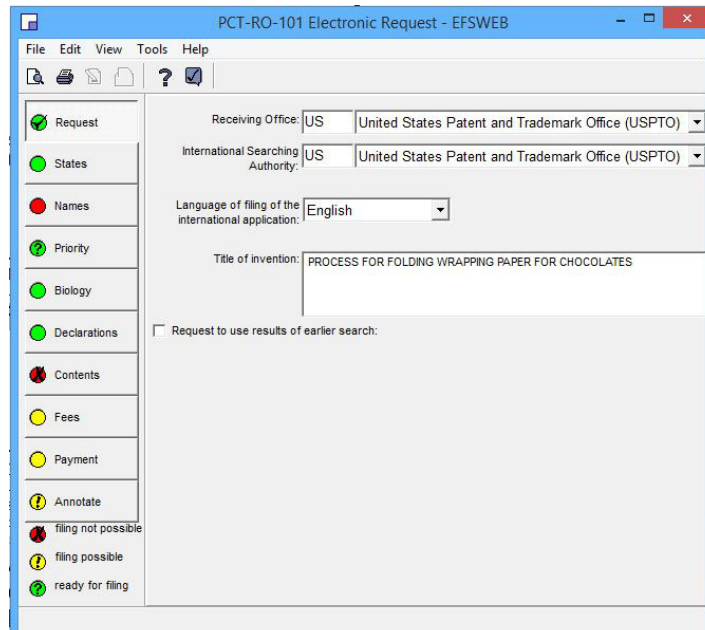 PCT-RO-101 Electronic Request - EFSWEB
File Edit View Tools Help
Request
States
Names
Priority
Biology
Declarations
Contents
Fees
Payment
Annotate
filing not possible
filing possible
ready for filing
Receiving Office: US United States Patent and Trademark Office (USPTO)
International Searching
Authority: US United States Patent and Trademark Office (USPTO)
Language of filing of the
international application: English
Title of invention: PROCESS FOR FOLDING WRAPPING PAPER FOR CHOCOLATES
Request to use results of earlier search: